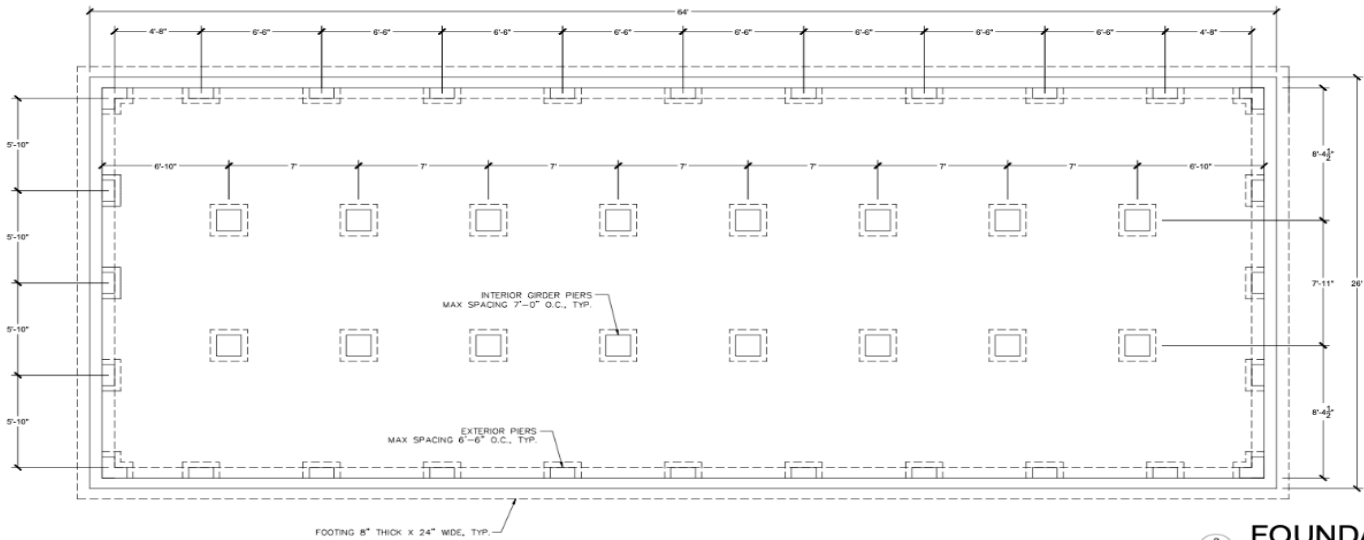 64'
4'-8" 6'-6" 6'-6" 6'-6" 6'-6" 6'-6" 6'-6" 6'-6" 6'-6" 4'-8"
5'-10"
8'-4½"
6'-10" 7' 7' 7' 7' 7' 7' 7' 6'-10"
5'-10"
7'-11"
26'
INTERIOR GIRDER PIERS
MAX SPACING 7'-0" O.C., TYP.
5'-10"
5'-10"
8'-4½"
EXTERIOR PIERS
MAX SPACING 6'-6" O.C., TYP.
FOOTING 8" THICK X 24" WIDE, TYP.